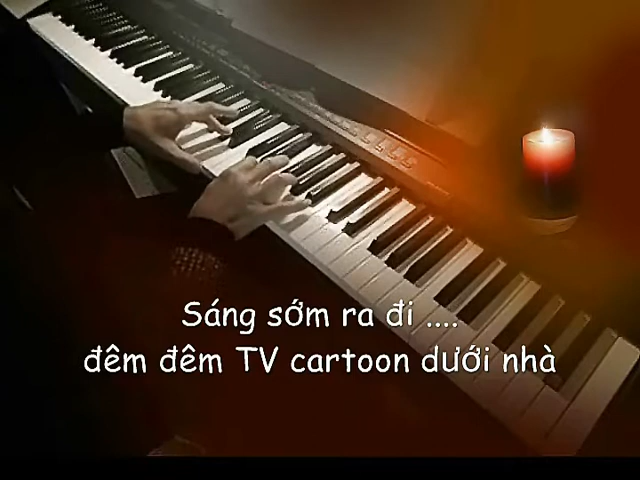 Sáng sớm ra đi ....
đêm đêm TV cartoon dưới nhà